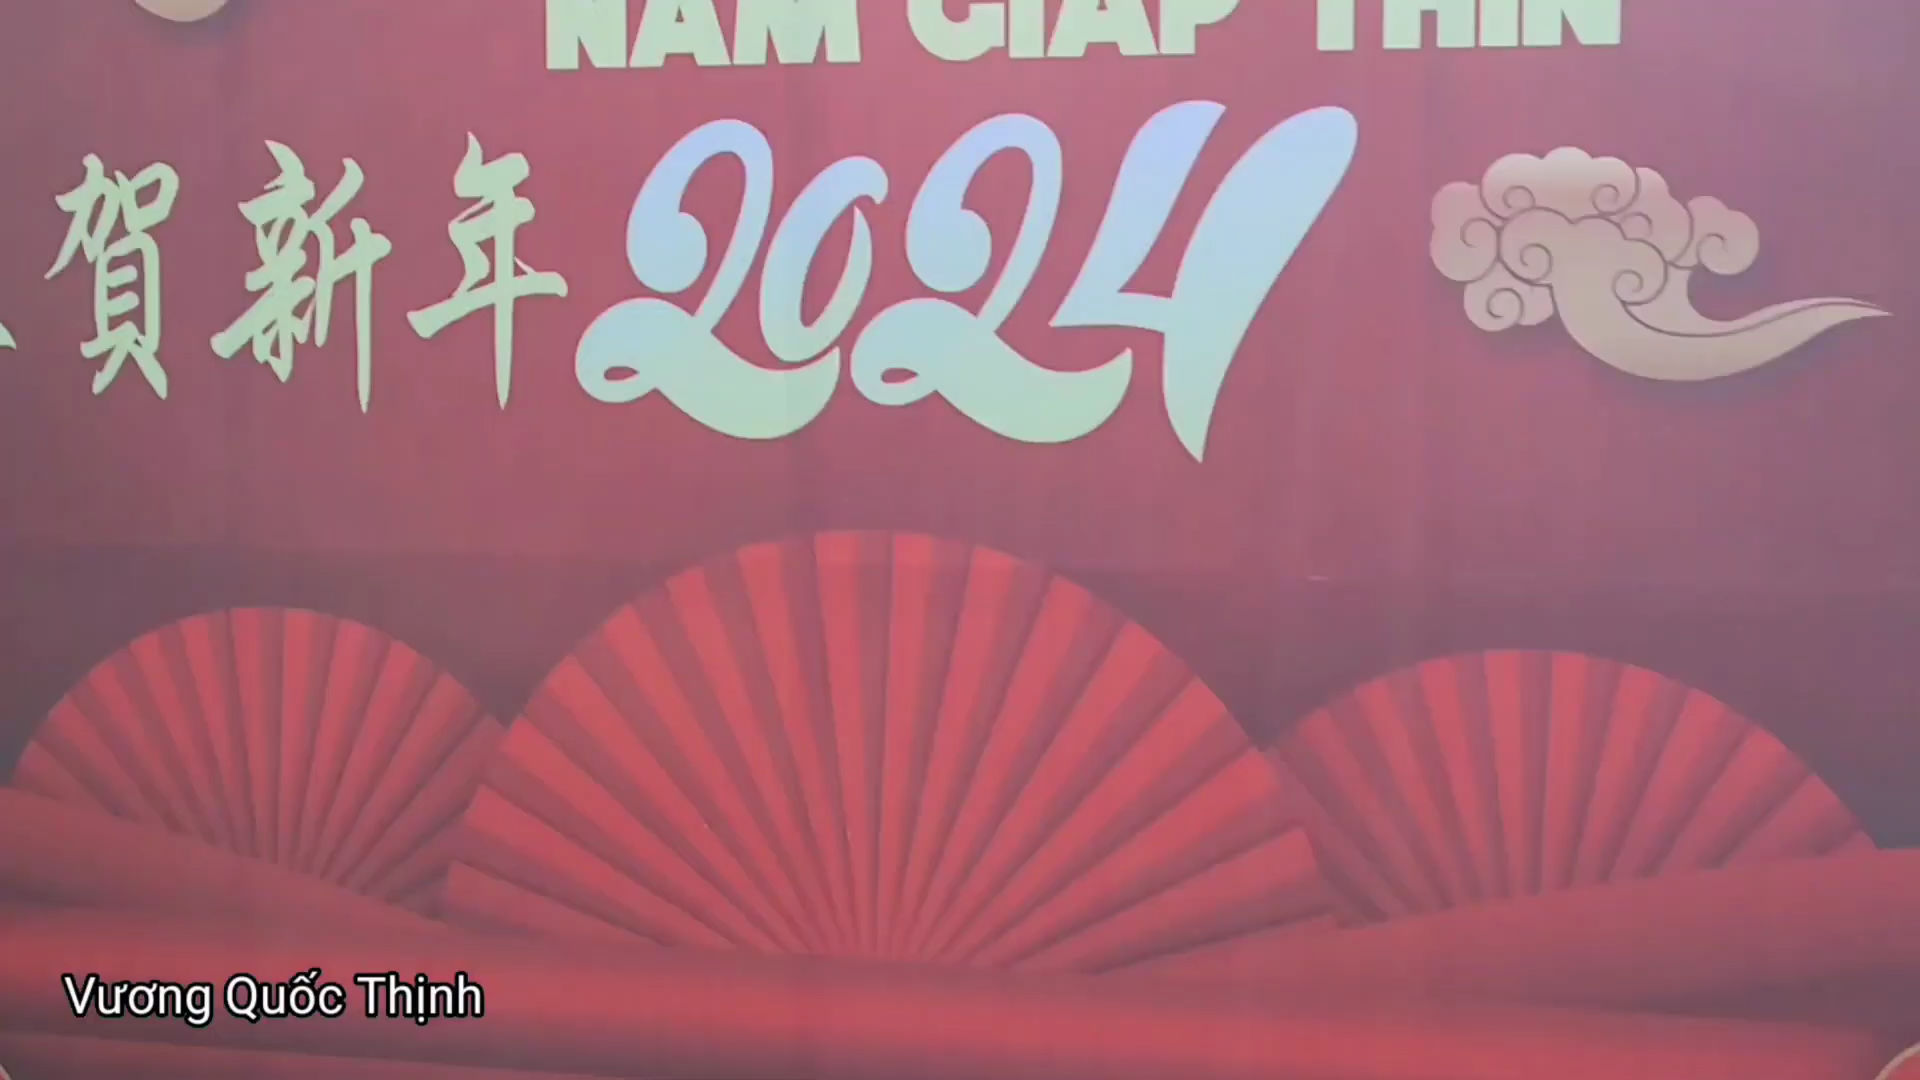 NĂM GIÁP THÌN
賀新年 2024
Vương Quốc Thịnh